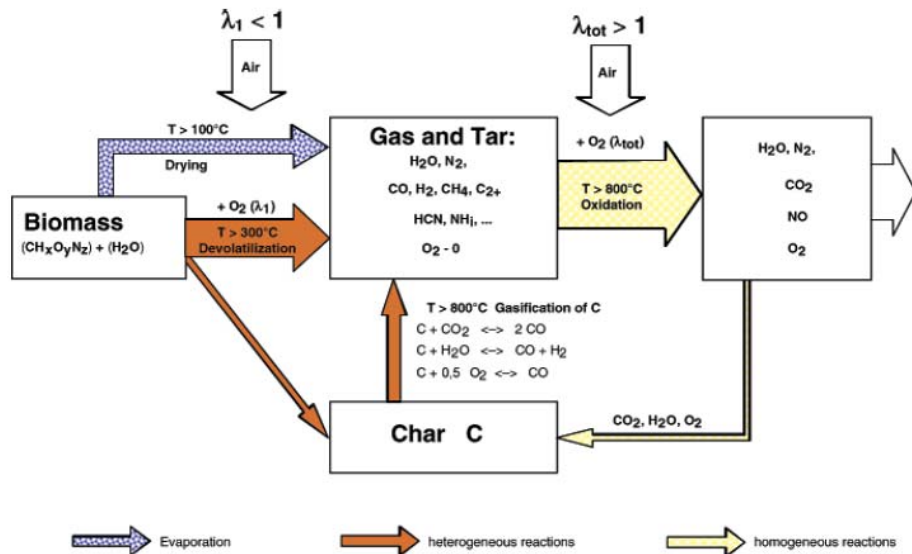 λ1 < 1
Air
λtot > 1
Air
T > 100°C
Drying
Biomass
(CHxOyNz) + (H2O)
+ O2 (λ1)
T > 300°C
Devolatilization
Gas and Tar:
H2O, N2,
CO, H2, CH4, C2+
HCN, NHi, ...
O2 - 0
+ O2 (λtot)
T > 800°C
Oxidation
H2O, N2,
CO2
NO
O2
T > 800°C Gasification of C
C + CO2 <-> 2 CO
C + H2O <-> CO + H2
C + 0,5 O2 <-> CO
Char C
CO2, H2O, O2
Evaporation
heterogeneous reactions
homogeneous reactions